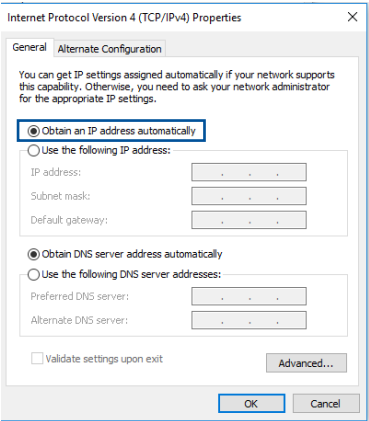 Internet Protocol Version 4 (TCP/IPv4) Properties
General
Alternate Configuration
You can get IP settings assigned automatically if your network supports
this capability. Otherwise, you need to ask your network administrator
for the appropriate IP settings.
Obtain an IP address automatically
Use the following IP address:
IP address:
Subnet mask:
Default gateway:
Obtain DNS server address automatically
Use the following DNS server addresses:
Preferred DNS server:
Alternate DNS server:
Validate settings upon exit
Advanced...
OK
Cancel